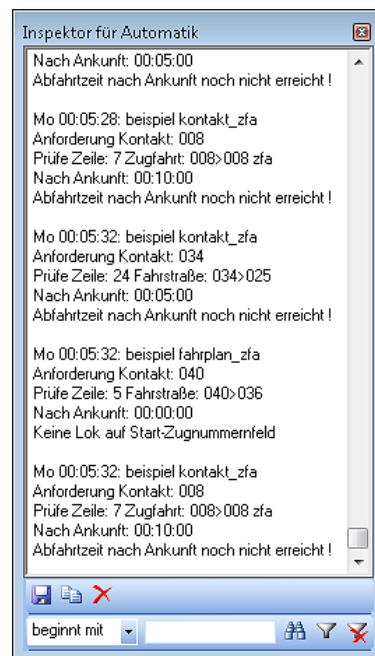 Inspektor für Automatik
Nach Ankunft: 00:05:00
Abfahrtzeit nach Ankunft noch nicht erreicht !
Mo 00:05:28: beispiel kontakt_zfa
Anforderung Kontakt: 008
Prüfe Zeile: 7 Zugfahrt: 008>008 zfa
Nach Ankunft: 00:10:00
Abfahrtzeit nach Ankunft noch nicht erreicht !
Mo 00:05:32: beispiel kontakt_zfa
Anforderung Kontakt: 034
Prüfe Zeile: 24 Fahrstraße: 034>025
Nach Ankunft: 00:05:00
Abfahrtzeit nach Ankunft noch nicht erreicht !
Mo 00:05:32: beispiel fahrplan_zfa
Anforderung Kontakt: 040
Prüfe Zeile: 5 Fahrstraße: 040>036
Nach Ankunft: 00:00:00
Keine Lok auf Start-Zugnummernfeld
Mo 00:05:32: beispiel kontakt_zfa
Anforderung Kontakt: 008
Prüfe Zeile: 7 Zugfahrt: 008>008 zfa
Nach Ankunft: 00:10:00
Abfahrtzeit nach Ankunft noch nicht erreicht !
beginnt mit